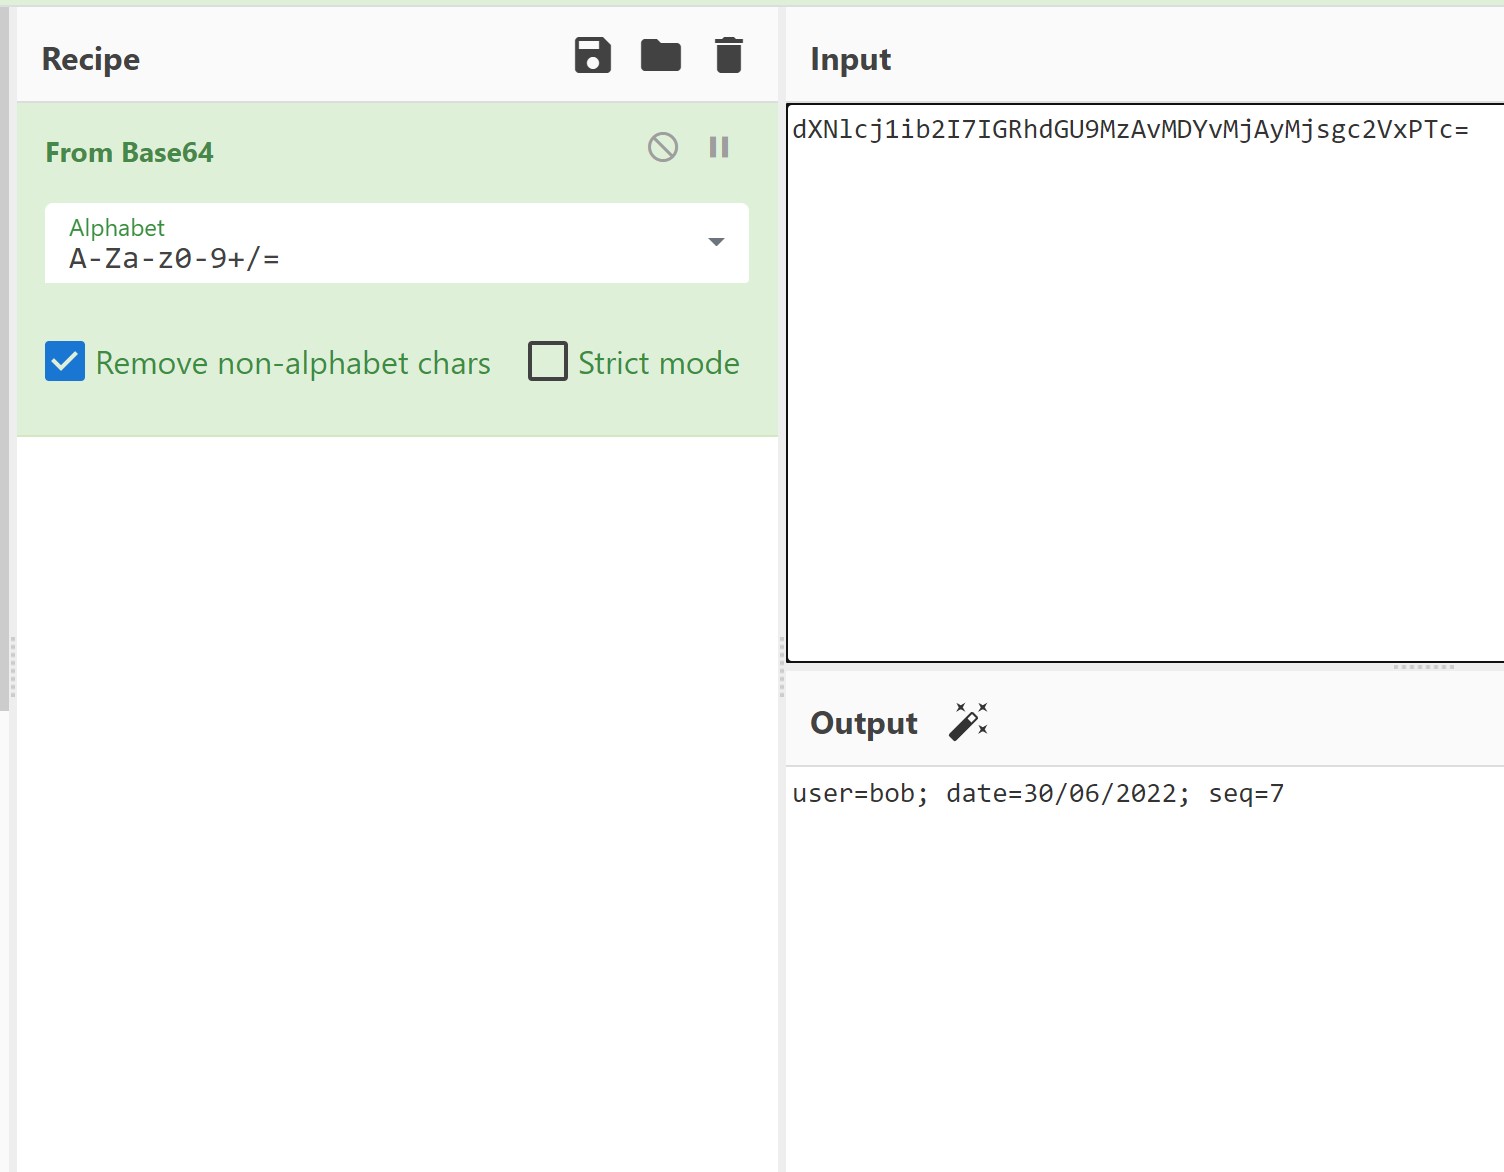 Recipe
From Base64
Alphabet
A-Za-z0-9+/=
Remove non-alphabet chars
Strict mode
Input
dXNlcj1ib2I7IGRhdGU9MzAvMDYvMjAyMjsgc2VxPTc=
Output
user=bob; date=30/06/2022; seq=7